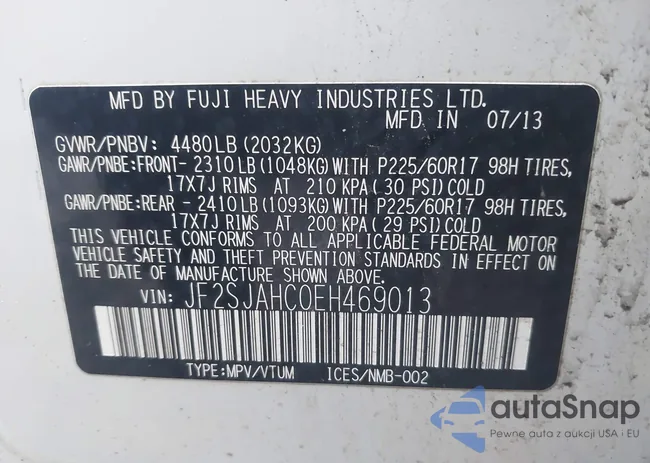 MFD BY FUJI HEAVY INDUSTRIES LTD.
MFD IN 07/13
GVWR/PNBV: 4480LB(2032KG)
GAWR/PNBE:FRONT- 2310LB(1048KG)WITH P225/60R17 98H TIRES,
17X7J RIMS AT 210 KPA( 30 PSI)COLD
GAWR/PNBE:REAR - 2410LB(1093KG)WITH P225/60R17 98H TIRES,
17X7J RIMS AT 200 KPA( 29 PSI)COLD
THIS VEHICLE CONFORMS TO ALL APPLICABLE FEDERAL MOTOR
VEHICLE SAFETY AND THEFT PREVENTION STANDARDS IN EFFECT ON
THE DATE OF MANUFACTURE SHOWN ABOVE.
VIN: JF2SJAHC0EH469013
TYPE:MPV/VTUM ICES/NMB-002
autaSnap
Pewne auta z aukcji USA i EU